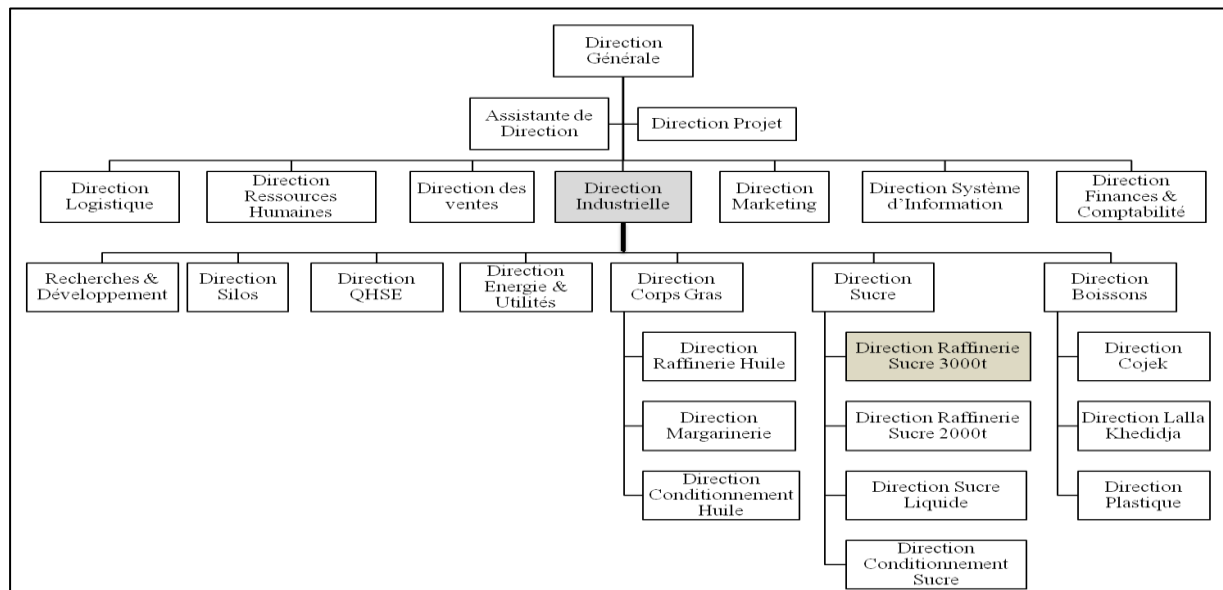 Direction
Générale
Assistante de
Direction
Direction Projet
Direction
Logistique
Direction
Ressources
Humaines
Direction des
ventes
Direction
Industrielle
Direction
Marketing
Direction Système
d'Information
Direction
Finances &
Comptabilité
Recherches &
Développement
Direction
Silos
Direction
QHSE
Direction
Energie &
Utilités
Direction
Corps Gras
Direction
Sucre
Direction
Boissons
Direction
Raffinerie Huile
Direction
Margarinerie
Direction
Conditionnement
Huile
Direction Raffinerie
Sucre 3000t
Direction Raffinerie
Sucre 2000t
Direction Sucre
Liquide
Direction
Conditionnement
Sucre
Direction
Cojek
Direction Lalla
Khedidja
Direction
Plastique